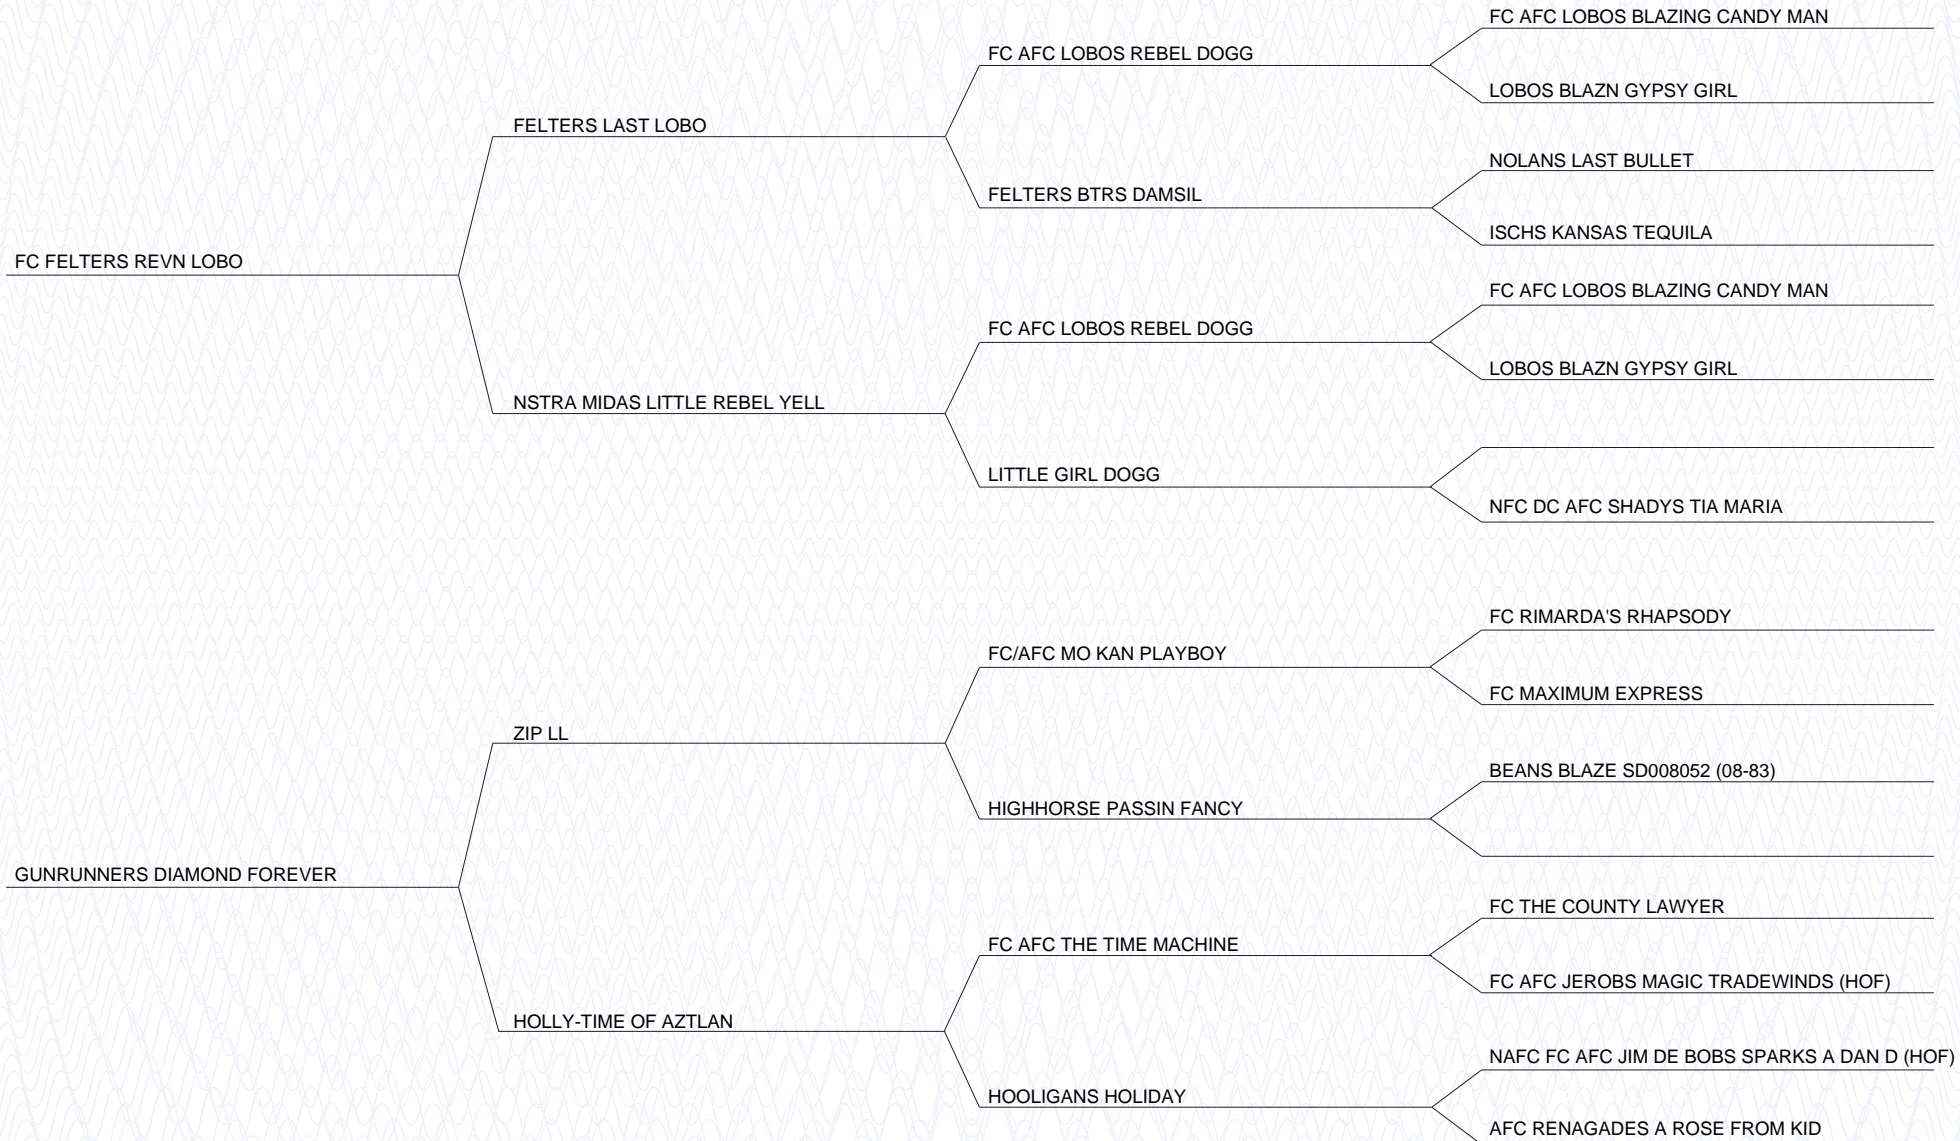 FC AFC LOBOS BLAZING CANDY MAN
FC AFC LOBOS REBEL DOGG
LOBOS BLAZN GYPSY GIRL
FELTERS LAST LOBO
NOLANS LAST BULLET
FELTERS BTRS DAMSIL
ISCHS KANSAS TEQUILA
FC FELTERS REVN LOBO
FC AFC LOBOS BLAZING CANDY MAN
FC AFC LOBOS REBEL DOGG
LOBOS BLAZN GYPSY GIRL
NSTRA MIDAS LITTLE REBEL YELL
LITTLE GIRL DOGG
NFC DC AFC SHADYS TIA MARIA
FC RIMARDA'S RHAPSODY
FC/AFC MO KAN PLAYBOY
FC MAXIMUM EXPRESS
ZIP LL
BEANS BLAZE SD008052 (08-83)
HIGHHORSE PASSIN FANCY
GUNRUNNERS DIAMOND FOREVER
FC THE COUNTY LAWYER
FC AFC THE TIME MACHINE
FC AFC JEROBS MAGIC TRADEWINDS (HOF)
HOLLY-TIME OF AZTLAN
NAFC FC AFC JIM DE BOBS SPARKS A DAN D (HOF)
HOOLIGANS HOLIDAY
AFC RENAGADES A ROSE FROM KID